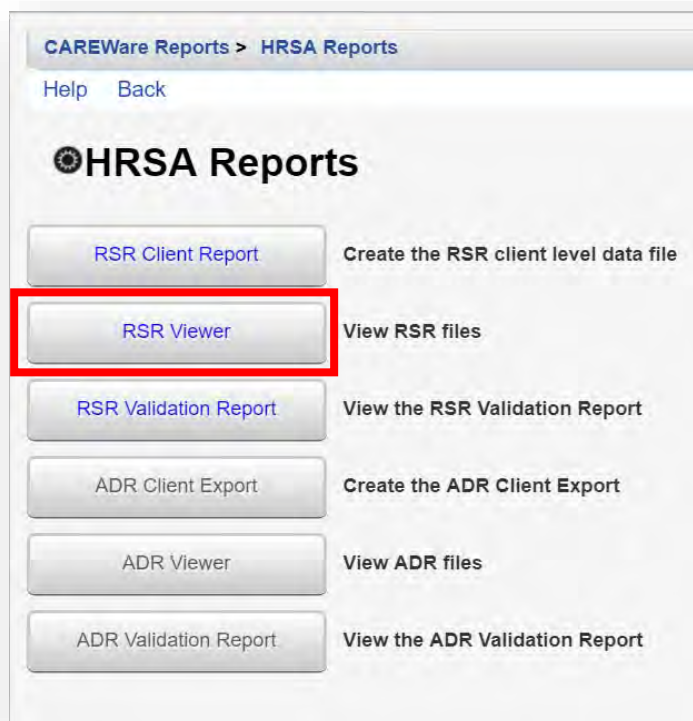 CAREWare Reports > HRSA Reports
Help Back
HRSA Reports
RSR Client Report Create the RSR client level data file
RSR Viewer View RSR files
RSR Validation Report View the RSR Validation Report
ADR Client Export Create the ADR Client Export
ADR Viewer View ADR files
ADR Validation Report View the ADR Validation Report